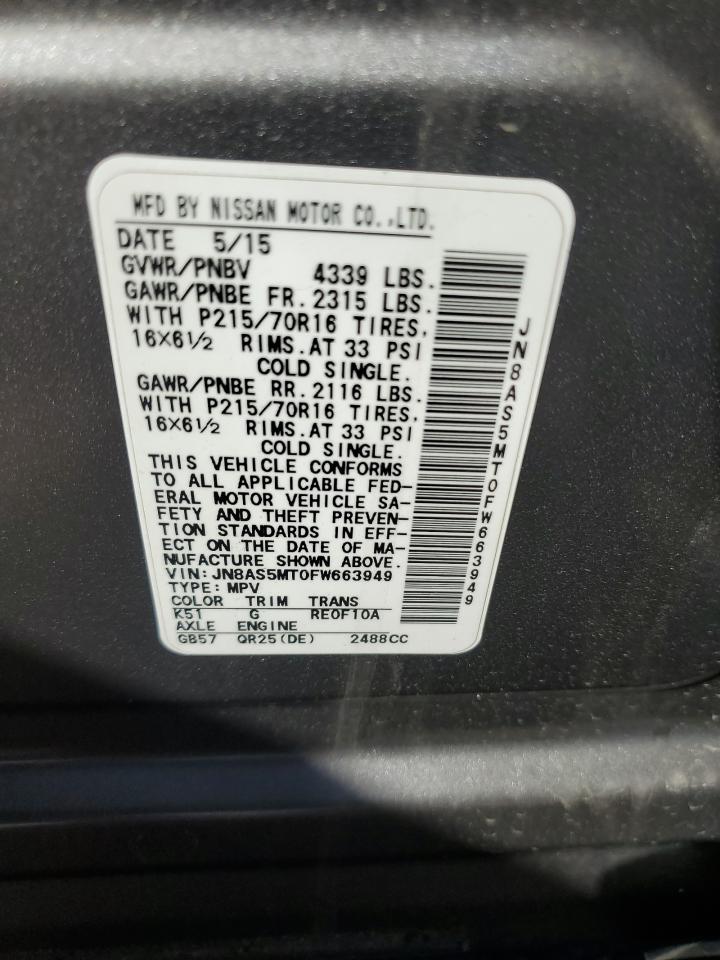 MFD BY NISSAN MOTOR CO.,LTD.
DATE 5/15
GVWR/PNBV 4339 LBS.
GAWR/PNBE FR. 2315 LBS.
WITH P215/70R16 TIRES.
16X6 1/2 RIMS. AT 33 PSI
COLD SINGLE.
GAWR/PNBE RR. 2116 LBS.
WITH P215/70R16 TIRES.
16X6 1/2 RIMS. AT 33 PSI
COLD SINGLE.
THIS VEHICLE CONFORMS
TO ALL APPLICABLE FED-
ERAL MOTOR VEHICLE SA-
FETY AND THEFT PREVEN-
TION STANDARDS IN EFF-
ECT ON THE DATE OF MA-
NUFACTURE SHOWN ABOVE.
VIN:JN8AS5MT0FW663949
TYPE:MPV
COLOR TRIM TRANS
K51 G RE0F10A
AXLE ENGINE
GB57 QR25(DE) 2488CC
JN8AS5MT0FW663949